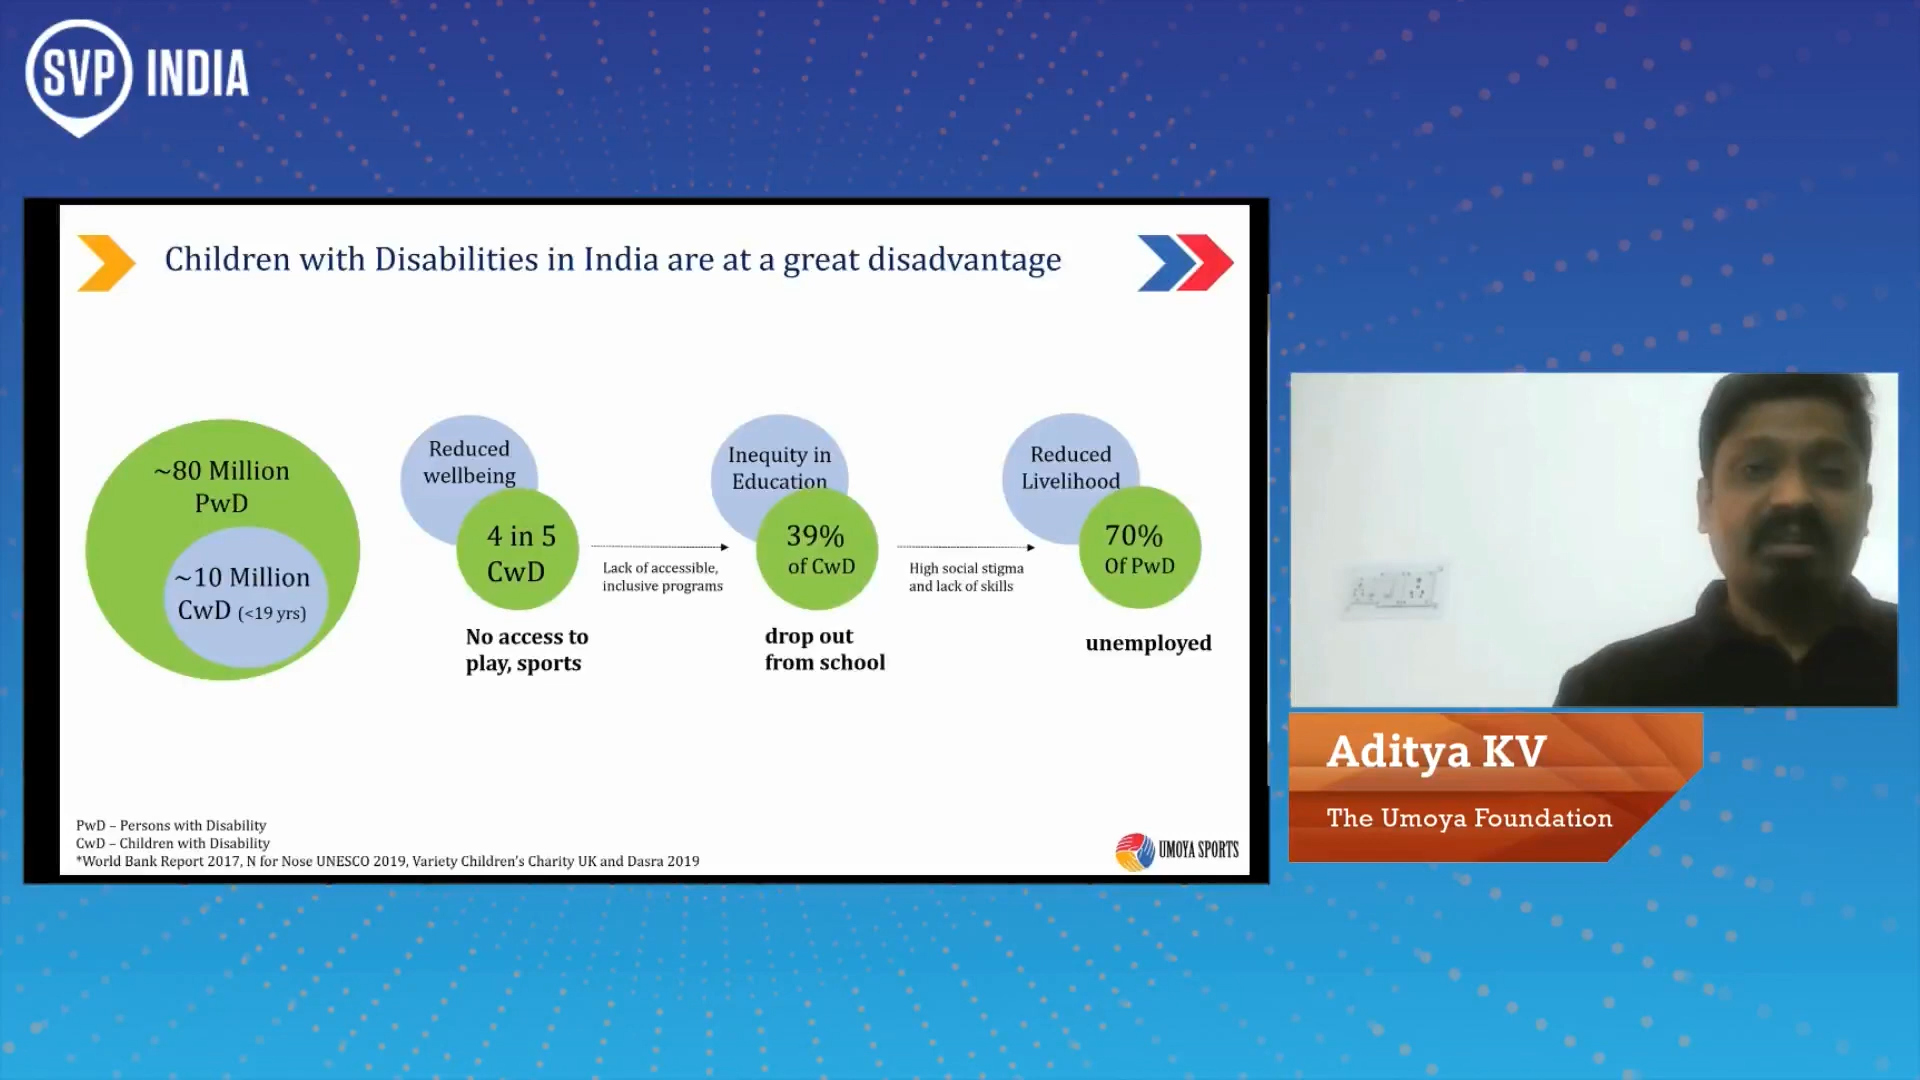 SVP INDIA
Children with Disabilities in India are at a great disadvantage
~80 Million
PwD
~10 Million
CwD (<19 yrs)
Reduced
wellbeing
4 in 5
CwD
No access to
play, sports
Lack of accessible,
inclusive programs
Inequity in
Education
39%
of CwD
drop out
from school
High social stigma
and lack of skills
Reduced
Livelihood
70%
Of PwD
unemployed
PwD – Persons with Disability
CwD – Children with Disability
*World Bank Report 2017, N for Nose UNESCO 2019, Variety Children's Charity UK and Dasra 2019
UMOYA SPORTS
Aditya KV
The Umoya Foundation